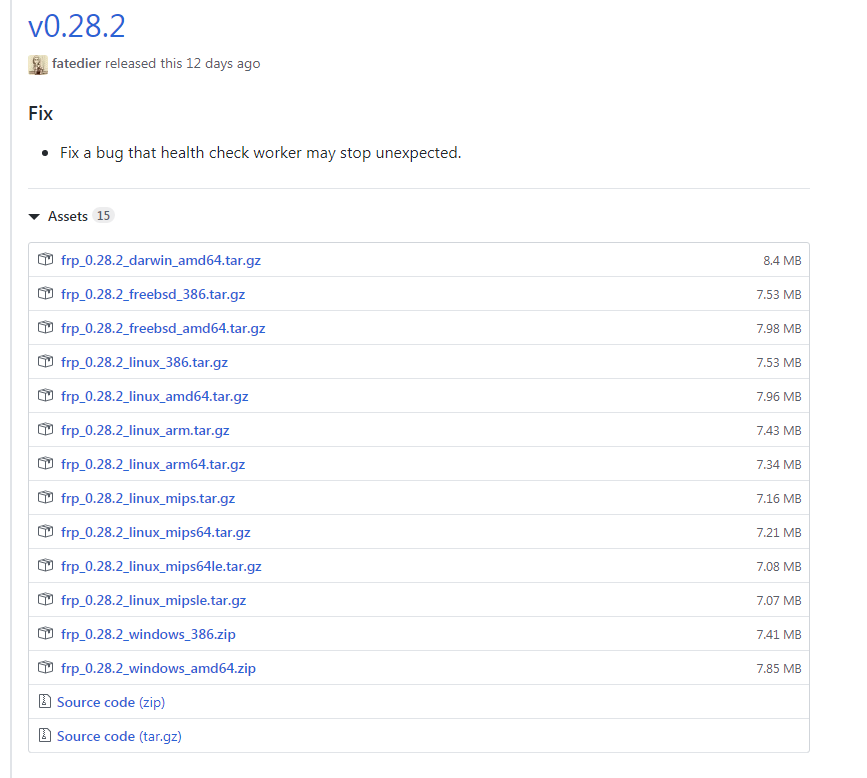 v0.28.2
fatedier released this 12 days ago
Fix
• Fix a bug that health check worker may stop unexpected.
Assets 15
frp_0.28.2_darwin_amd64.tar.gz 8.4 MB
frp_0.28.2_freebsd_386.tar.gz 7.53 MB
frp_0.28.2_freebsd_amd64.tar.gz 7.98 MB
frp_0.28.2_linux_386.tar.gz 7.53 MB
frp_0.28.2_linux_amd64.tar.gz 7.96 MB
frp_0.28.2_linux_arm.tar.gz 7.43 MB
frp_0.28.2_linux_arm64.tar.gz 7.34 MB
frp_0.28.2_linux_mips.tar.gz 7.16 MB
frp_0.28.2_linux_mips64.tar.gz 7.21 MB
frp_0.28.2_linux_mips64le.tar.gz 7.08 MB
frp_0.28.2_linux_mipsle.tar.gz 7.07 MB
frp_0.28.2_windows_386.zip 7.41 MB
frp_0.28.2_windows_amd64.zip 7.85 MB
Source code (zip)
Source code (tar.gz)